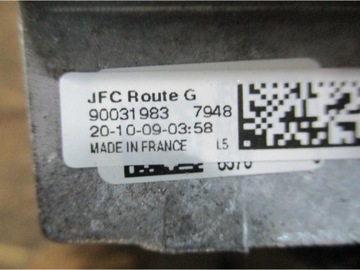 JFC Route G
90031983 7948
20-10-09-03:58
MADE IN FRANCE L5